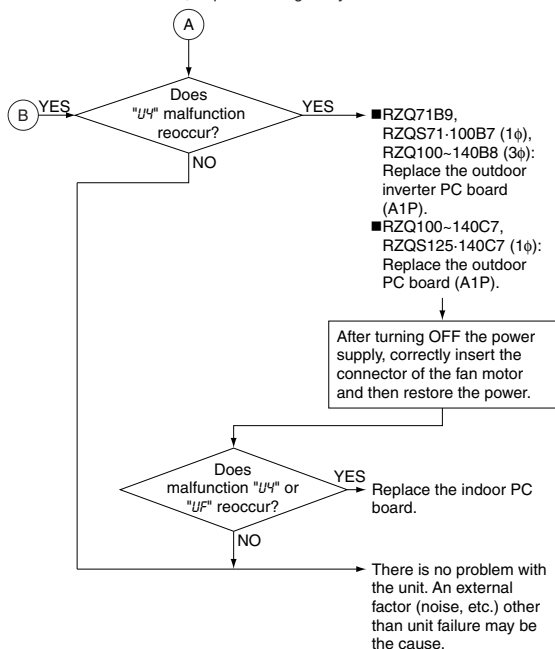 A
B
YES
Does
"U4" malfunction
reoccur?
YES
NO
■RZQ71B9,
RZQS71·100B7 (1ϕ),
RZQ100~140B8 (3ϕ):
Replace the outdoor
inverter PC board
(A1P).
■RZQ100~140C7,
RZQS125·140C7 (1ϕ):
Replace the outdoor
PC board (A1P).
After turning OFF the power
supply, correctly insert the
connector of the fan motor
and then restore the power.
Does
malfunction "U4" or
"UF" reoccur?
YES
Replace the indoor PC
board.
NO
There is no problem with
the unit. An external
factor (noise, etc.) other
than unit failure may be
the cause.